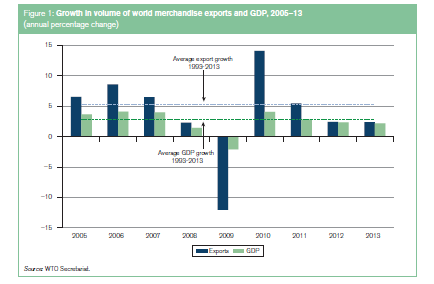 Figure 1: Growth in volume of world merchandise exports and GDP, 2005–13
(annual percentage change)
15
10
5
0
−5
−10
−15
Average export growth
1993-2013
Average GDP growth
1993-2013
2005 2006 2007 2008 2009 2010 2011 2012 2013
Exports GDP
Source: WTO Secretariat.